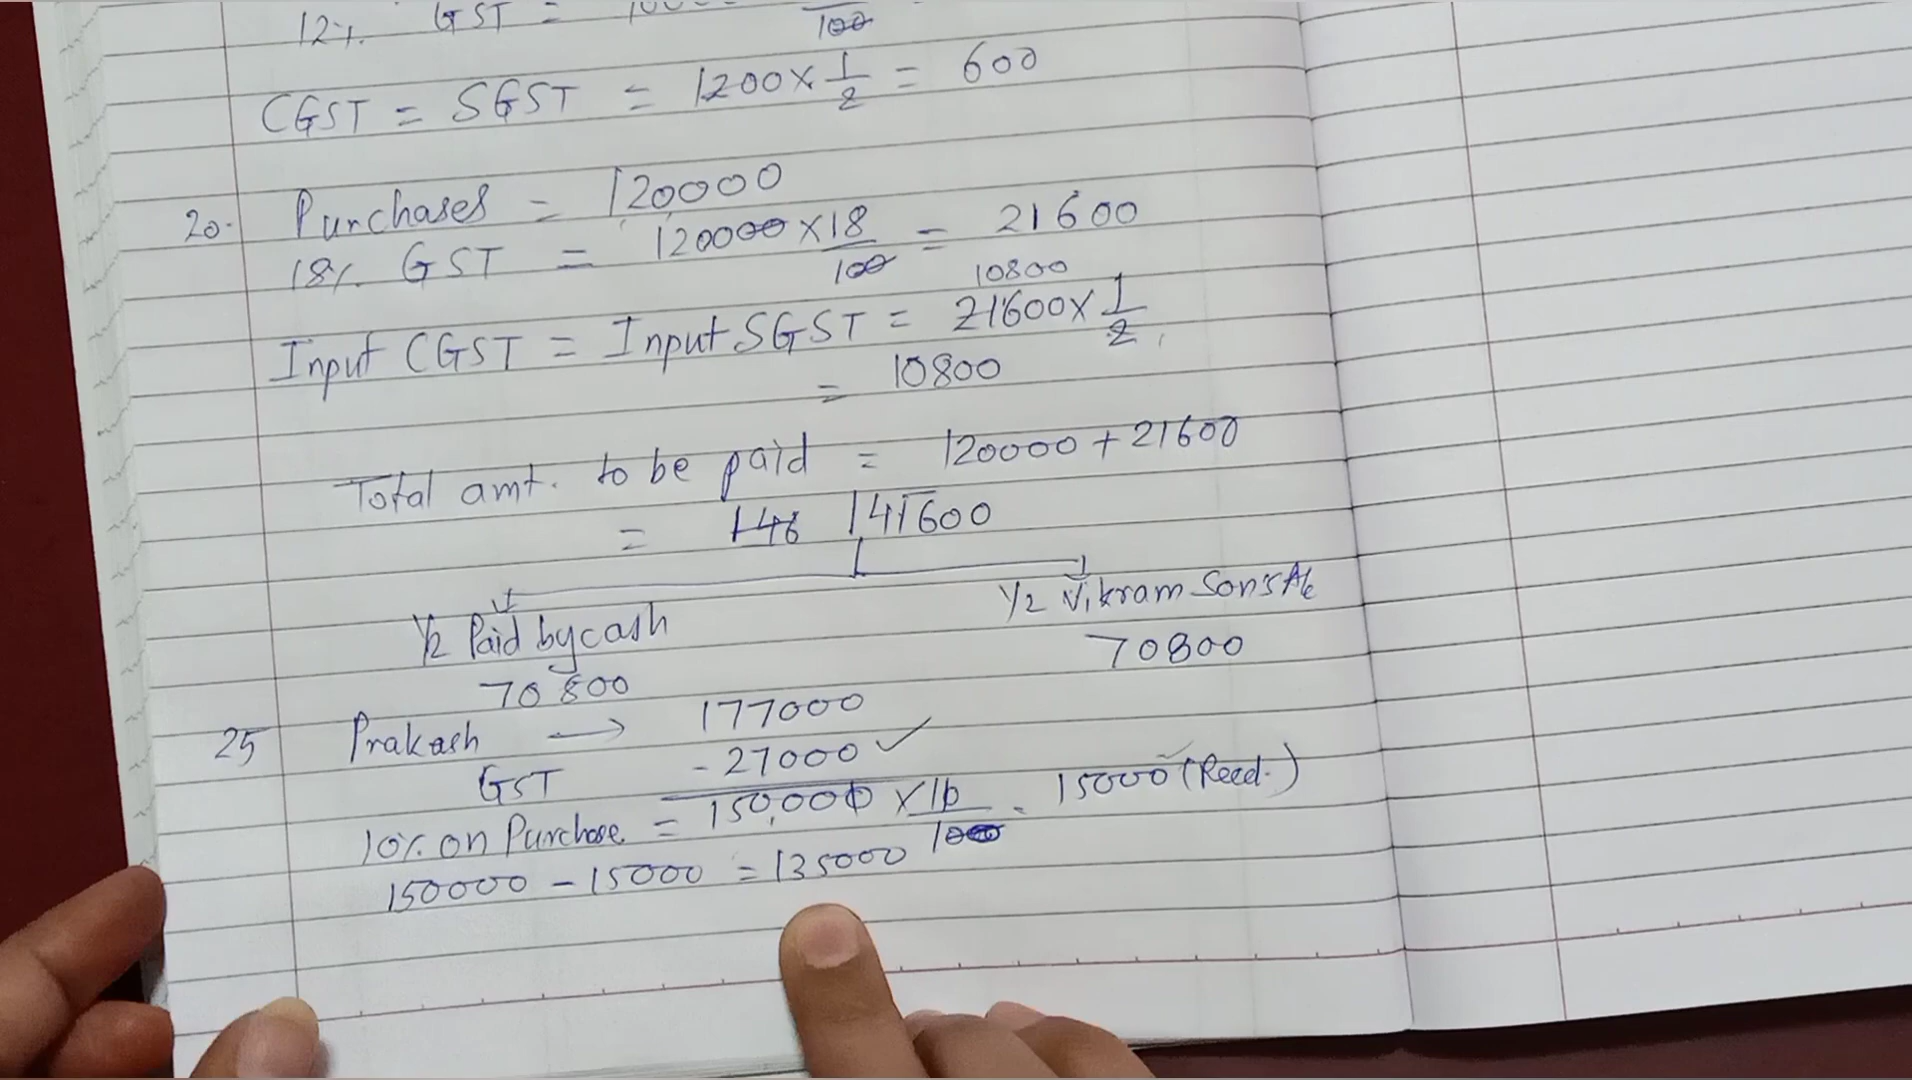 12%. GST =
100
CGST = SGST = 1200 × 1/2 = 600
20. Purchases = 120000
18%. GST = 120000 × 18/100 = 21600
10800
Input CGST = Input SGST = 21600 × 1/2
= 10800
Total amt. to be paid = 120000 + 21600
= 146 141600
1/2 Paid by cash 1/2 Vikram Sons A/c
70800 70800
25 Prakash → 177000
GST - 27000 ✓
10% on Purchase = 150,000 × 10/100 = 15000 (Recd.)
150000 - 15000 = 135000